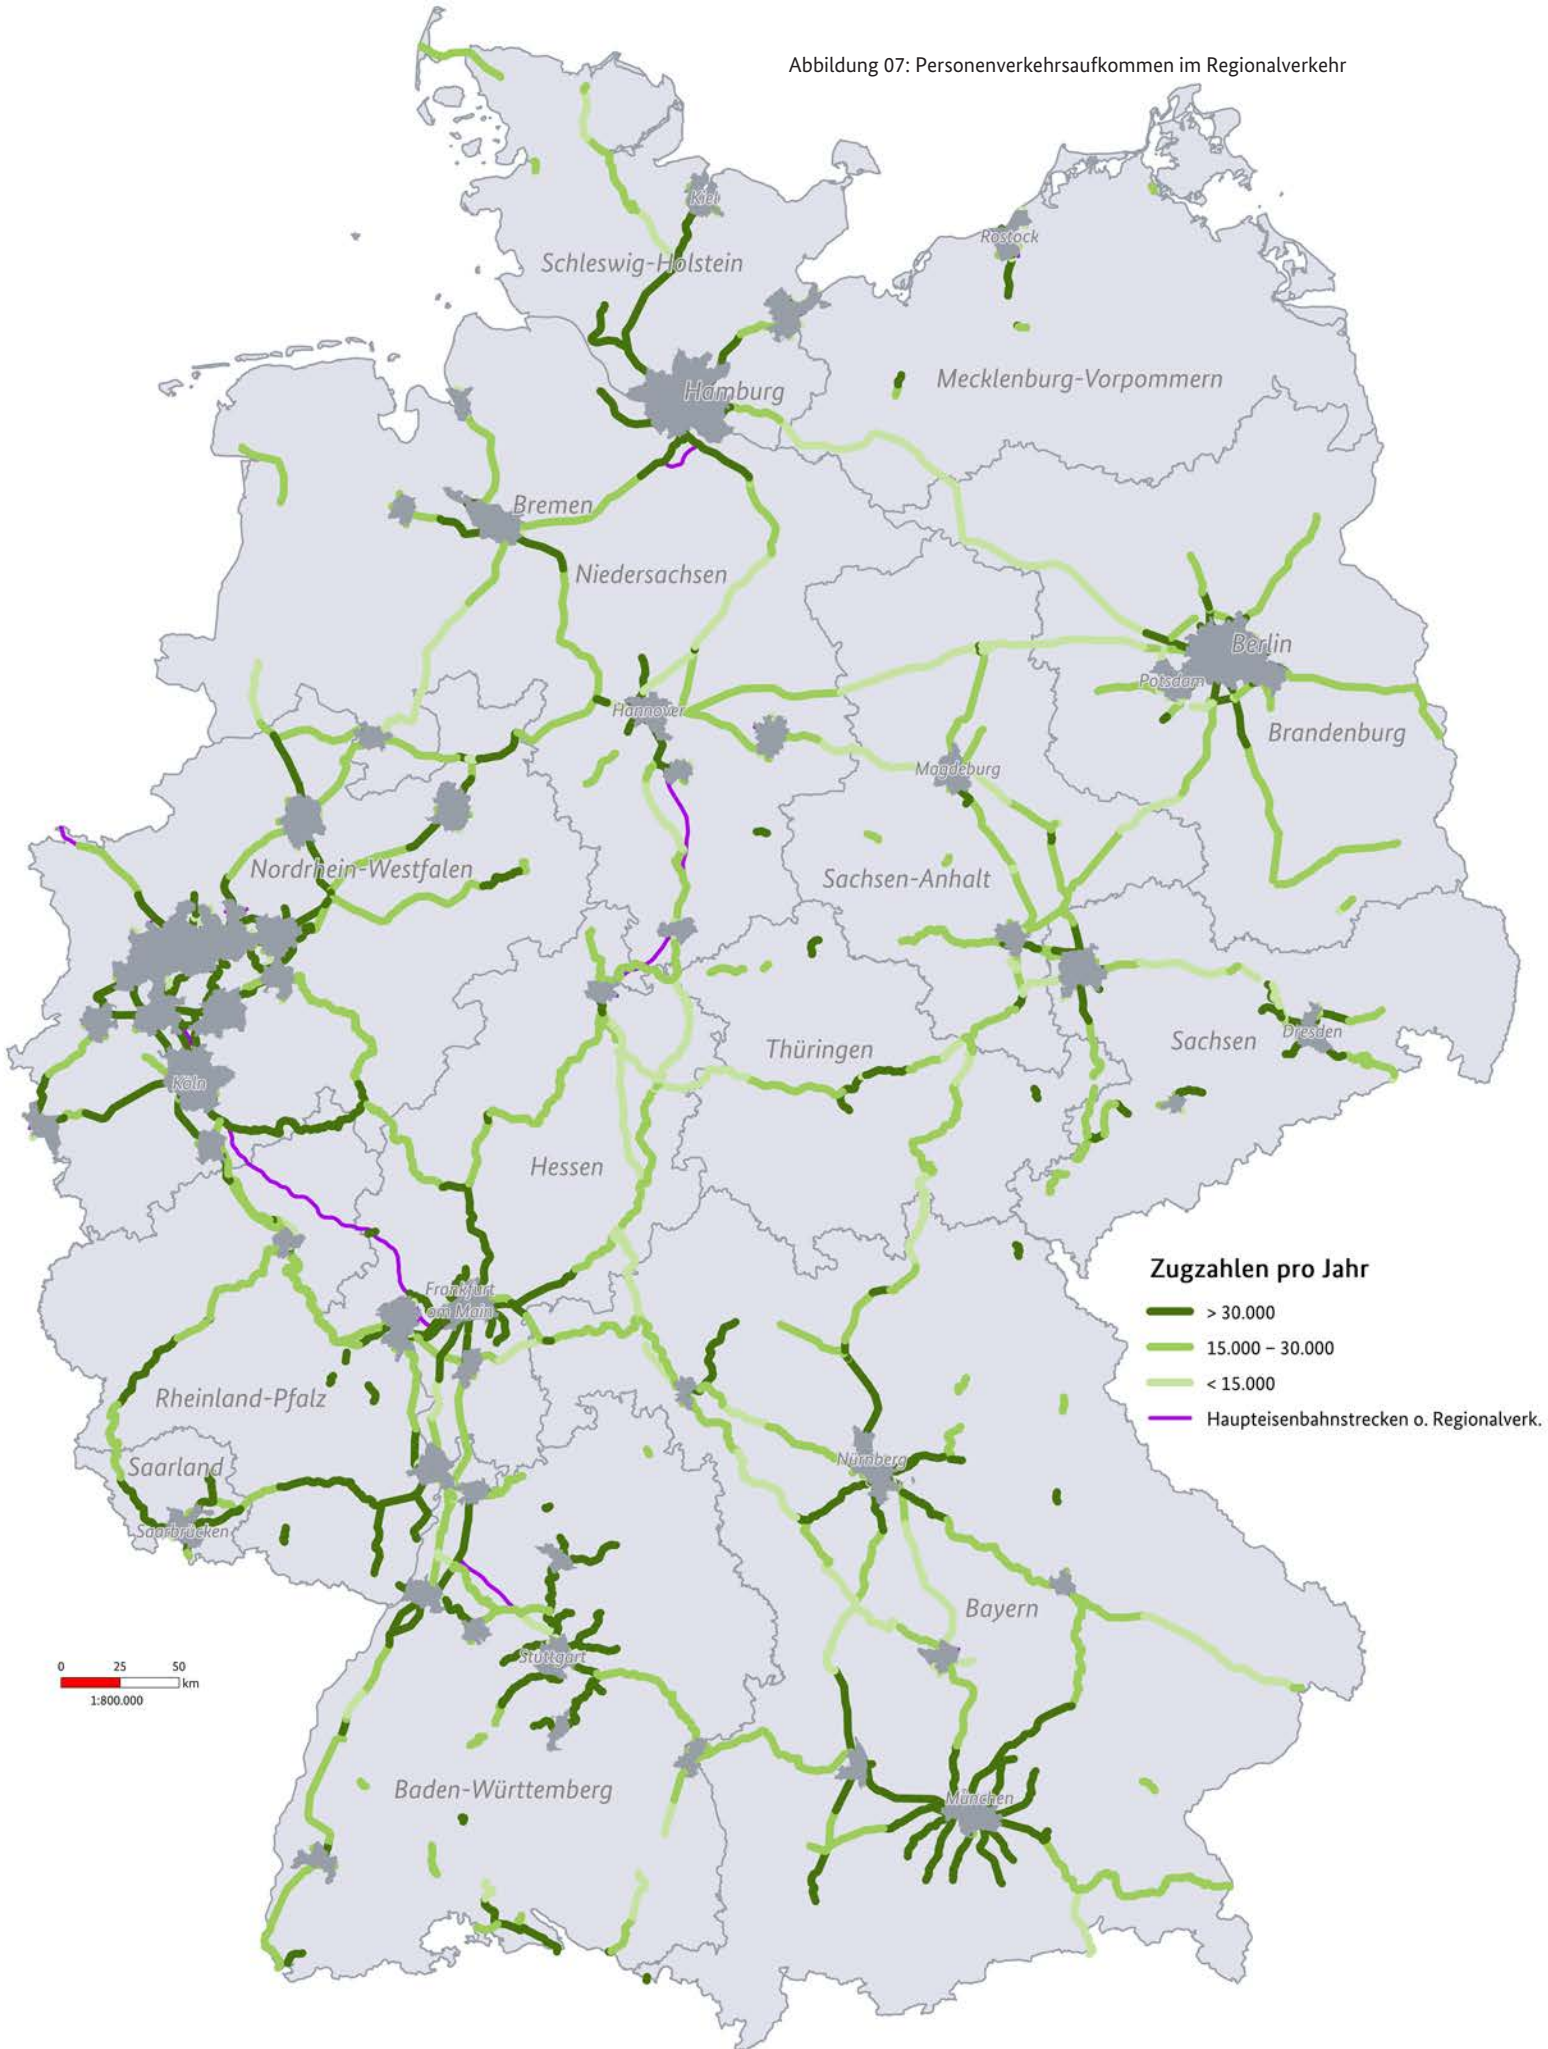 Abbildung 07: Personenverkehrsaufkommen im Regionalverkehr
Kiel
Rostock
Schleswig-Holstein
Mecklenburg-Vorpommern
Hamburg
Bremen
Niedersachsen
Berlin
Potsdam
Hannover
Brandenburg
Magdeburg
Nordrhein-Westfalen
Sachsen-Anhalt
Dresden
Sachsen
Thüringen
Köln
Hessen
Zugzahlen pro Jahr
> 30.000
15.000 – 30.000
< 15.000
Haupteisenbahnstrecken o. Regionalverk.
Frankfurt
am Main
Rheinland-Pfalz
Saarland
Nürnberg
Saarbrücken
Bayern
Stuttgart
0 25 50
km
1:800.000
Baden-Württemberg
München